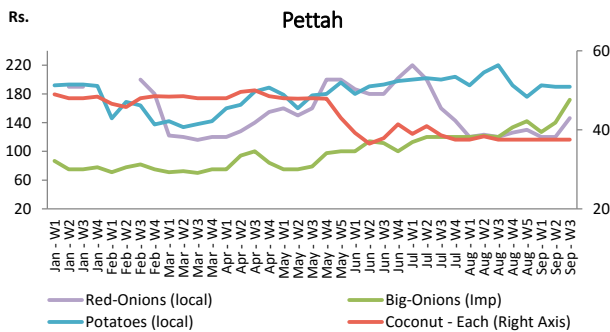 Rs.
Pettah
220
180
140
100
60
20
60
40
20
Jan - W1
Jan - W2
Jan - W3
Jan - W4
Feb - W1
Feb - W2
Feb - W3
Feb - W4
Mar - W1
Mar - W2
Mar - W3
Mar - W4
Apr - W1
Apr - W2
Apr - W3
Apr - W4
May - W1
May - W2
May - W3
May - W4
May - W5
Jun - W1
Jun - W2
Jun - W3
Jun - W4
Jul - W1
Jul - W2
Jul - W3
Jul - W4
Aug - W1
Aug - W2
Aug - W3
Aug - W4
Aug - W5
Sep - W1
Sep - W2
Sep - W3
Red-Onions (local)
Big-Onions (Imp)
Potatoes (local)
Coconut - Each (Right Axis)